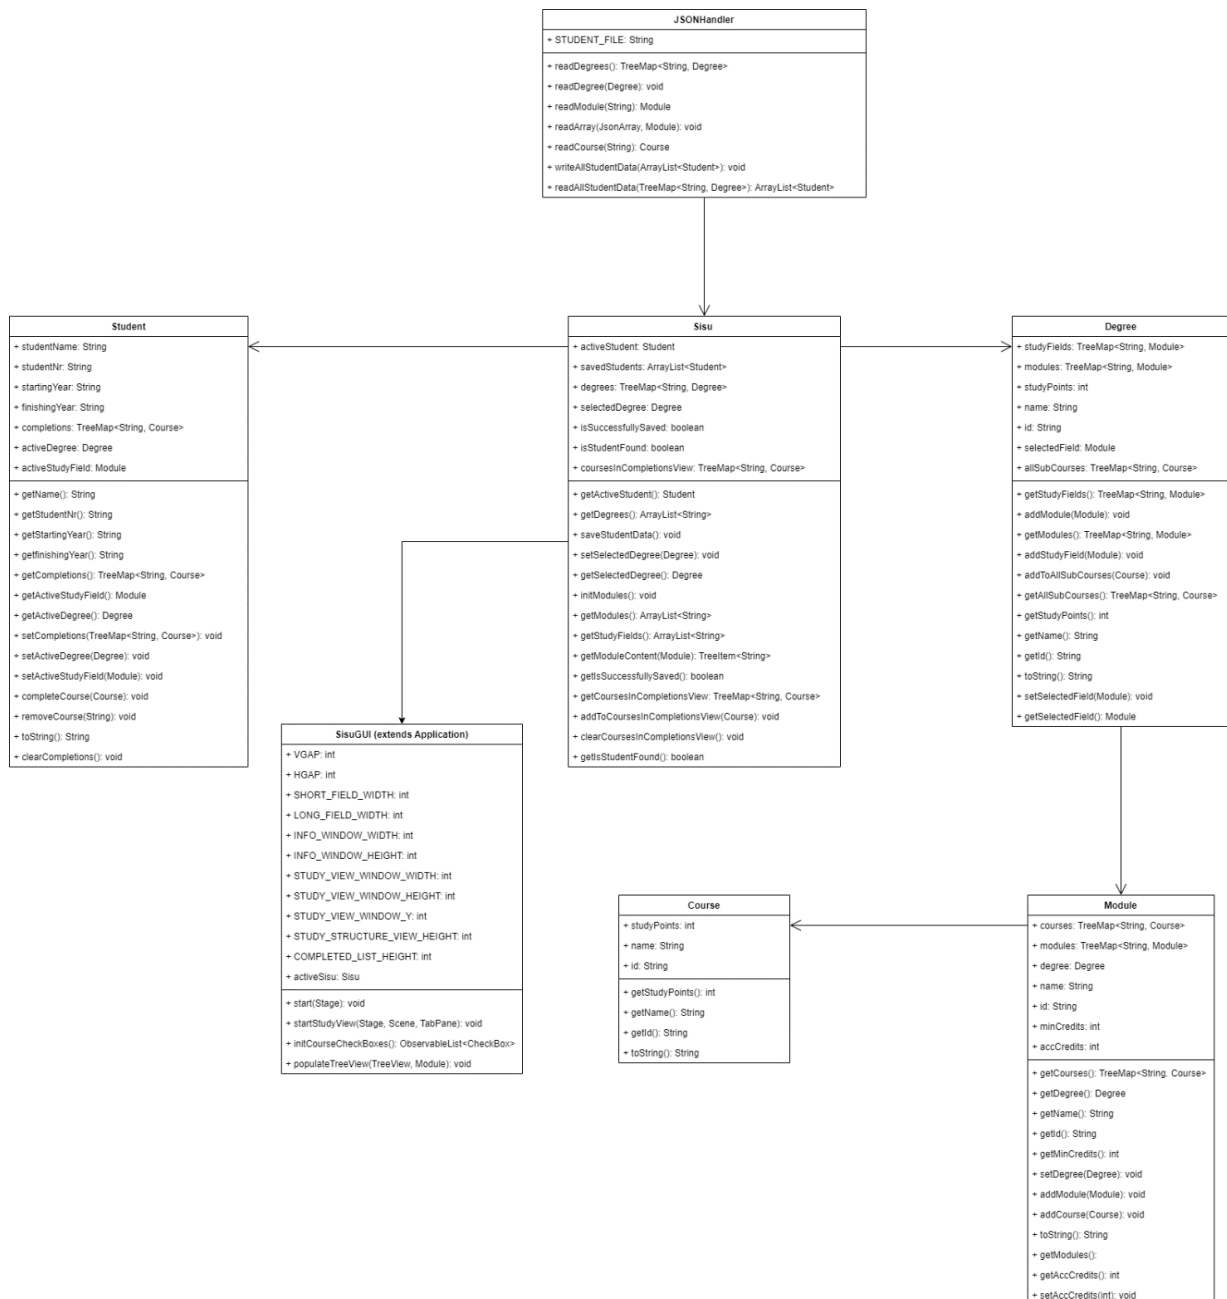 JSONHandler
+ STUDENT_FILE: String
+ readDegrees(): TreeMap<String, Degree>
+ readDegree(Degree): void
+ readModule(String): Module
+ readArray(JsonArray, Module): void
+ readCourse(String): Course
+ writeAllStudentData(ArrayList<Student>): void
+ readAllStudentData(TreeMap<String, Degree>): ArrayList<Student>
Student
+ studentName: String
+ studentNr: String
+ startingYear: String
+ finishingYear: String
+ completions: TreeMap<String, Course>
+ activeDegree: Degree
+ activeStudyField: Module
+ getName(): String
+ getStudentNr(): String
+ getStartingYear(): String
+ getfinishingYear(): String
+ getCompletions(): TreeMap<String, Course>
+ getActiveStudyField(): Module
+ getActiveDegree(): Degree
+ setCompletions(TreeMap<String, Course>): void
+ setActiveDegree(Degree): void
+ setActiveStudyField(Module): void
+ completeCourse(Course): void
+ removeCourse(String): void
+ toString(): String
+ clearCompletions(): void
Sisu
+ activeStudent: Student
+ savedStudents: ArrayList<Student>
+ degrees: TreeMap<String, Degree>
+ selectedDegree: Degree
+ isSuccessfullySaved: boolean
+ isStudentFound: boolean
+ coursesInCompletionsView: TreeMap<String, Course>
+ getActiveStudent(): Student
+ getDegrees(): ArrayList<String>
+ saveStudentData(): void
+ setSelectedDegree(Degree): void
+ getSelectedDegree(): Degree
+ initModules(): void
+ getModules(): ArrayList<String>
+ getStudyFields(): ArrayList<String>
+ getModuleContent(Module): TreeItem<String>
+ getIsSuccessfullySaved(): boolean
+ getCoursesInCompletionsView: TreeMap<String, Course>
+ addToCoursesInCompletionsView(Course): void
+ clearCoursesInCompletionsView(): void
+ getIsStudentFound(): boolean
Degree
+ studyFields: TreeMap<String, Module>
+ modules: TreeMap<String, Module>
+ studyPoints: int
+ name: String
+ id: String
+ selectedField: Module
+ allSubCourses: TreeMap<String, Course>
+ getStudyFields(): TreeMap<String, Module>
+ addModule(Module): void
+ getModules(): TreeMap<String, Module>
+ addStudyField(Module): void
+ addToAllSubCourses(Course): void
+ getAllSubCourses(): TreeMap<String, Course>
+ getStudyPoints(): int
+ getName(): String
+ getId(): String
+ toString(): String
+ setSelectedField(Module): void
+ getSelectedField(): Module
SisuGUI (extends Application)
+ VGAP: int
+ HGAP: int
+ SHORT_FIELD_WIDTH: int
+ LONG_FIELD_WIDTH: int
+ INFO_WINDOW_WIDTH: int
+ INFO_WINDOW_HEIGHT: int
+ STUDY_VIEW_WINDOW_WIDTH: int
+ STUDY_VIEW_WINDOW_HEIGHT: int
+ STUDY_VIEW_WINDOW_Y: int
+ STUDY_STRUCTURE_VIEW_HEIGHT: int
+ COMPLETED_LIST_HEIGHT: int
+ activeSisu: Sisu
+ start(Stage): void
+ startStudyView(Stage, Scene, TabPane): void
+ initCourseCheckBoxes(): ObservableList<CheckBox>
+ populateTreeView(TreeView, Module): void
Course
+ studyPoints: int
+ name: String
+ id: String
+ getStudyPoints(): int
+ getName(): String
+ getId(): String
+ toString(): String
Module
+ courses: TreeMap<String, Course>
+ modules: TreeMap<String, Module>
+ degree: Degree
+ name: String
+ id: String
+ minCredits: int
+ accCredits: int
+ getCourses(): TreeMap<String, Course>
+ getDegree(): Degree
+ getName(): String
+ getId(): String
+ getMinCredits(): int
+ setDegree(Degree): void
+ addModule(Module): void
+ addCourse(Course): void
+ toString(): String
+ getModules():
+ getAccCredits(): int
+ setAccCredits(int): void